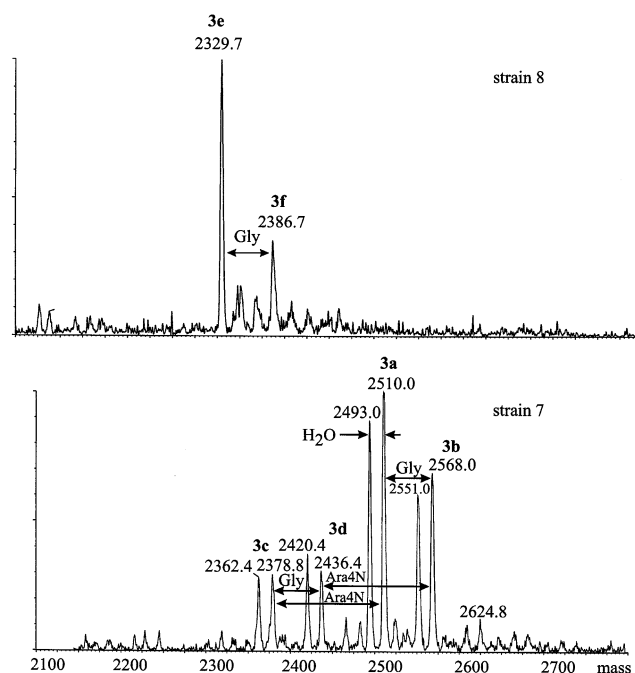 3e
2329.7
strain 8
3f
2386.7
Gly
3a
2510.0
strain 7
2493.0
H2O
3b
2568.0
Gly
2551.0
3d
3c
2420.4
2362.4 2378.8
2436.4
Gly
Ara4N
Ara4N
2624.8
2100 2200 2300 2400 2500 2600 2700 mass